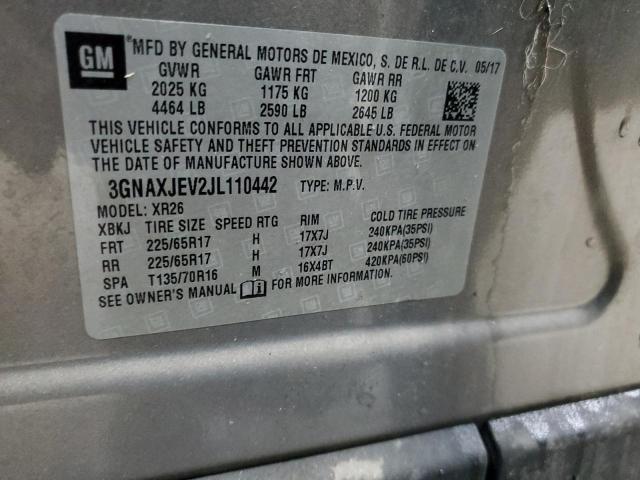 GM MFD BY GENERAL MOTORS DE MEXICO, S. DE R.L. DE C.V. 05/17
GVWR GAWR FRT GAWR RR
2025 KG 1175 KG 1200 KG
4464 LB 2590 LB 2645 LB
THIS VEHICLE CONFORMS TO ALL APPLICABLE U.S. FEDERAL MOTOR
VEHICLE SAFETY AND THEFT PREVENTION STANDARDS IN EFFECT ON
THE DATE OF MANUFACTURE SHOWN ABOVE.
3GNAXJEV2JL110442 TYPE: M.P.V.
MODEL: XR26
XBKJ TIRE SIZE SPEED RTG RIM COLD TIRE PRESSURE
FRT 225/65R17 H 17X7J 240KPA(35PSI)
RR 225/65R17 H 17X7J 240KPA(35PSI)
SPA T135/70R16 M 16X4BT 420KPA(60PSI)
SEE OWNER'S MANUAL FOR MORE INFORMATION.